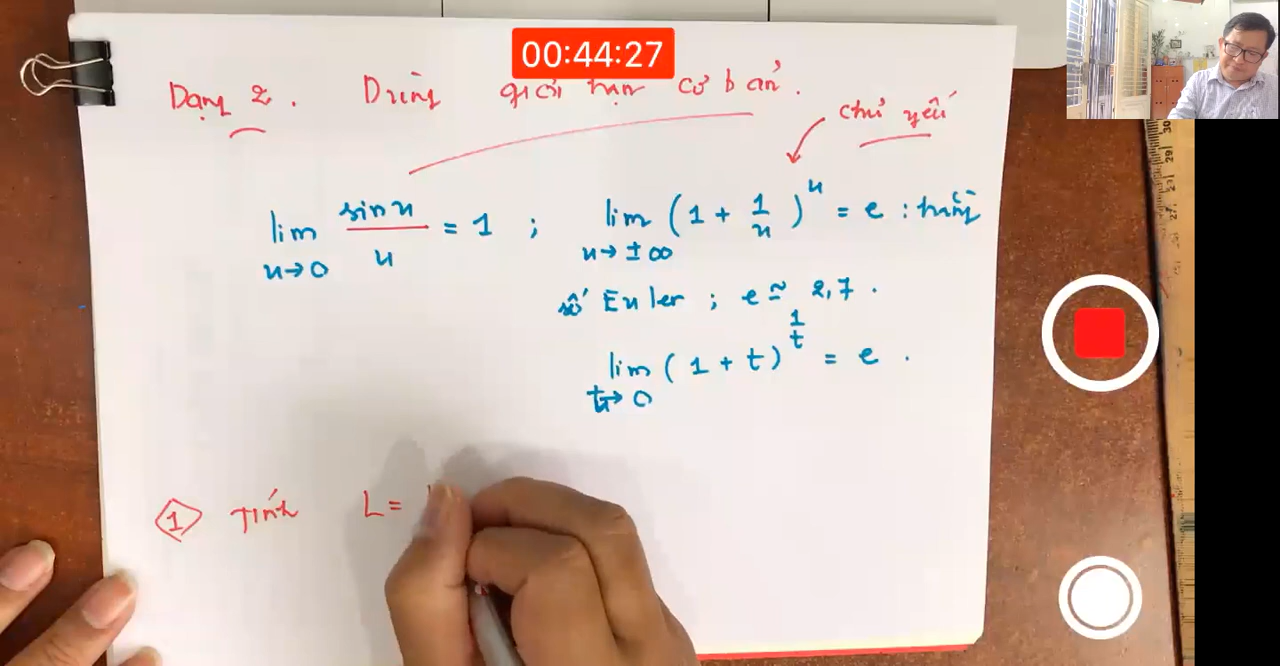 00:44:27
Dạng 2. Dùng giới hạn cơ bản.
chủ yếu
lim x→0 sin x / x = 1 ; lim x→±∞ (1 + 1/x)^x = e : hằng
số Euler ; e ≃ 2,7.
lim t→0 (1 + t)^(1/t) = e .
1 Tính L =